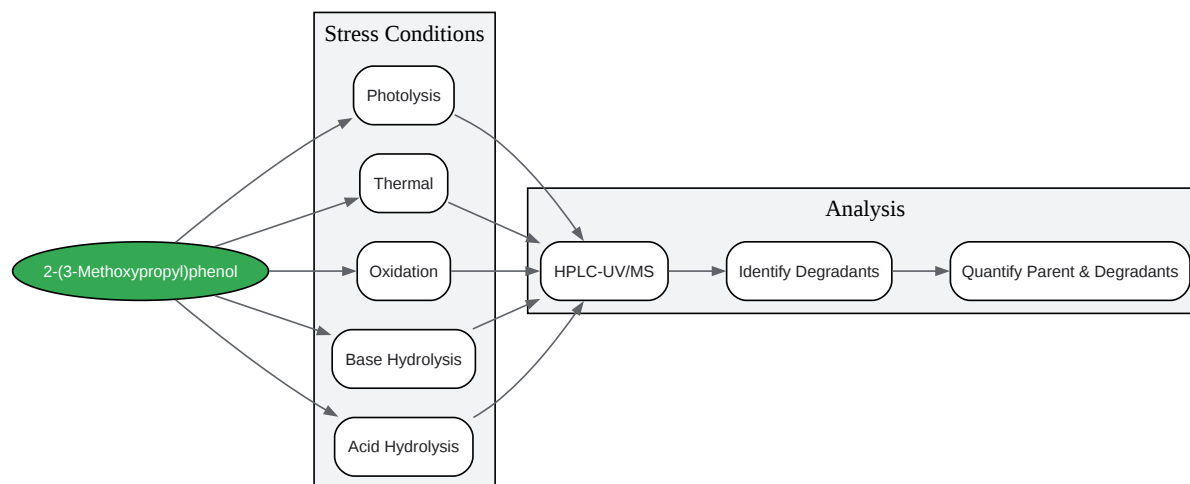 Stress Conditions
Photolysis
Thermal
Analysis
2-(3-Methoxypropyl)phenol
Oxidation
HPLC-UV/MS
Identify Degradants
Quantify Parent & Degradants
Base Hydrolysis
Acid Hydrolysis